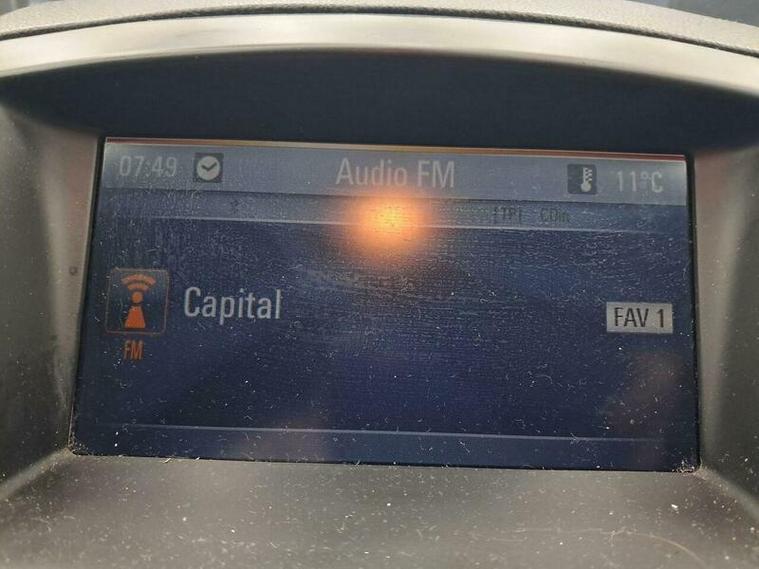 07:49 Audio FM 11°C
[TP] CDin
Capital FAV 1
FM